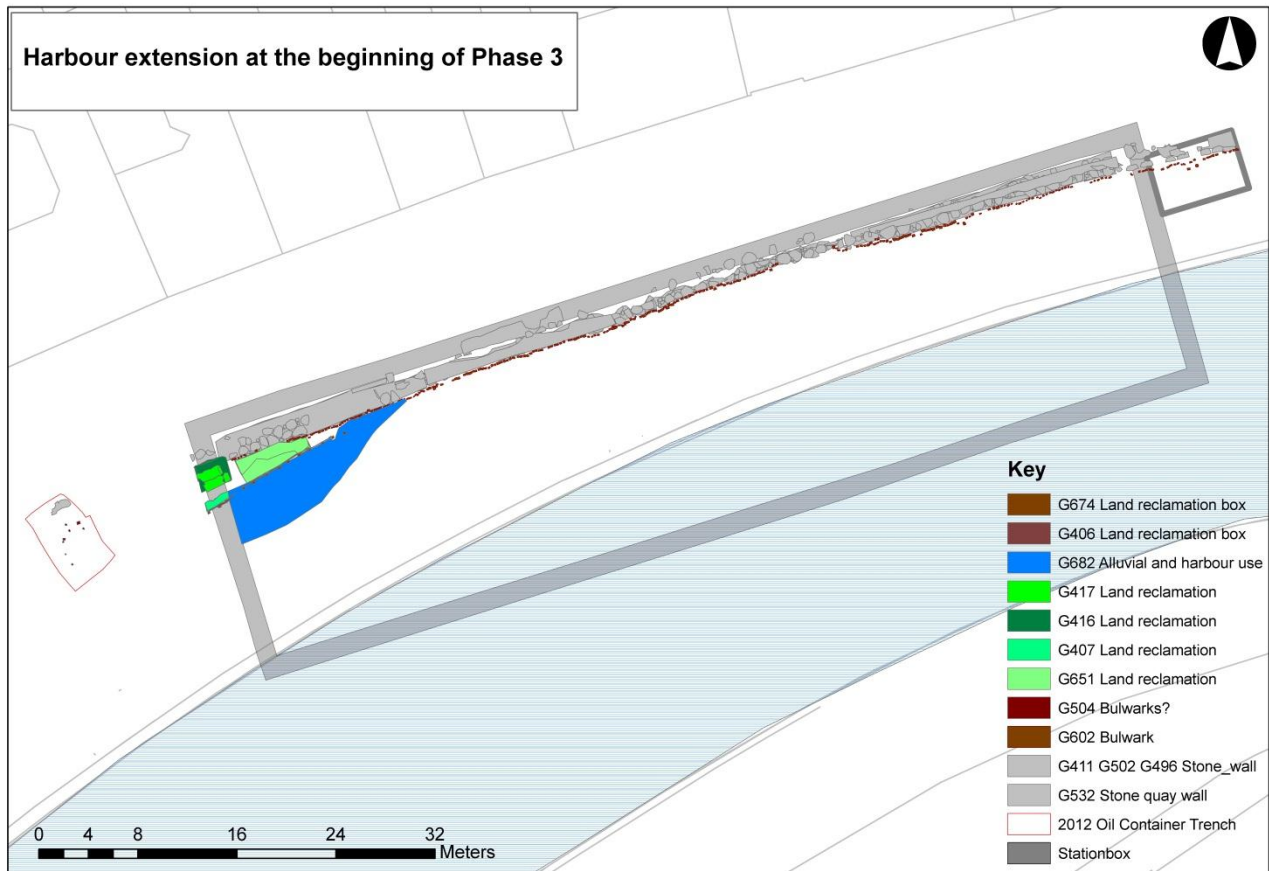 Harbour extension at the beginning of Phase 3
Key
G674 Land reclamation box
G406 Land reclamation box
G682 Alluvial and harbour use
G417 Land reclamation
G416 Land reclamation
G407 Land reclamation
G651 Land reclamation
G504 Bulwarks?
G602 Bulwark
G411 G502 G496 Stone_wall
G532 Stone quay wall
2012 Oil Container Trench
Stationbox
0 4 8 16 24 32
Meters